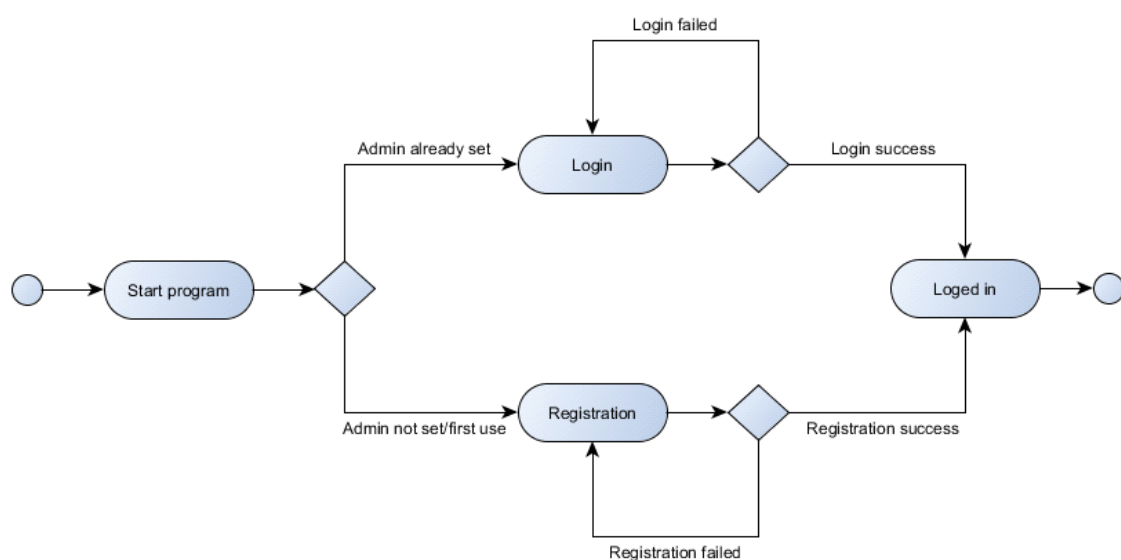 Login failed
Admin already set
Login
Login success
Start program
Loged in
Registration
Admin not set/first use
Registration success
Registration failed